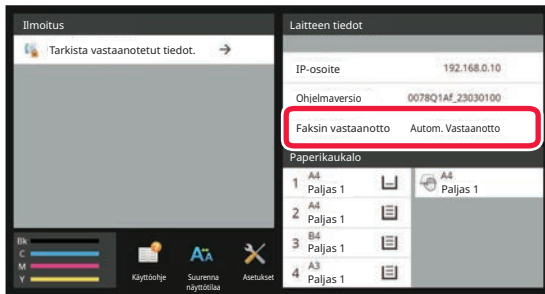 Ilmoitus
Tarkista vastaanotetut tiedot.
Laitteen tiedot
IP-osoite 192.168.0.10
Ohjelmaversio 0078Q1Af_23030100
Faksin vastaanotto Autom. Vastaanotto
Paperikaukalo
1 A4
Paljas 1
A4
Paljas 1
2 A4
Paljas 1
3 B4
Paljas 1
4 A3
Paljas 1
Bk
C
M
Y
Käyttöohje
Suurenna
näyttötilaa
Asetukset